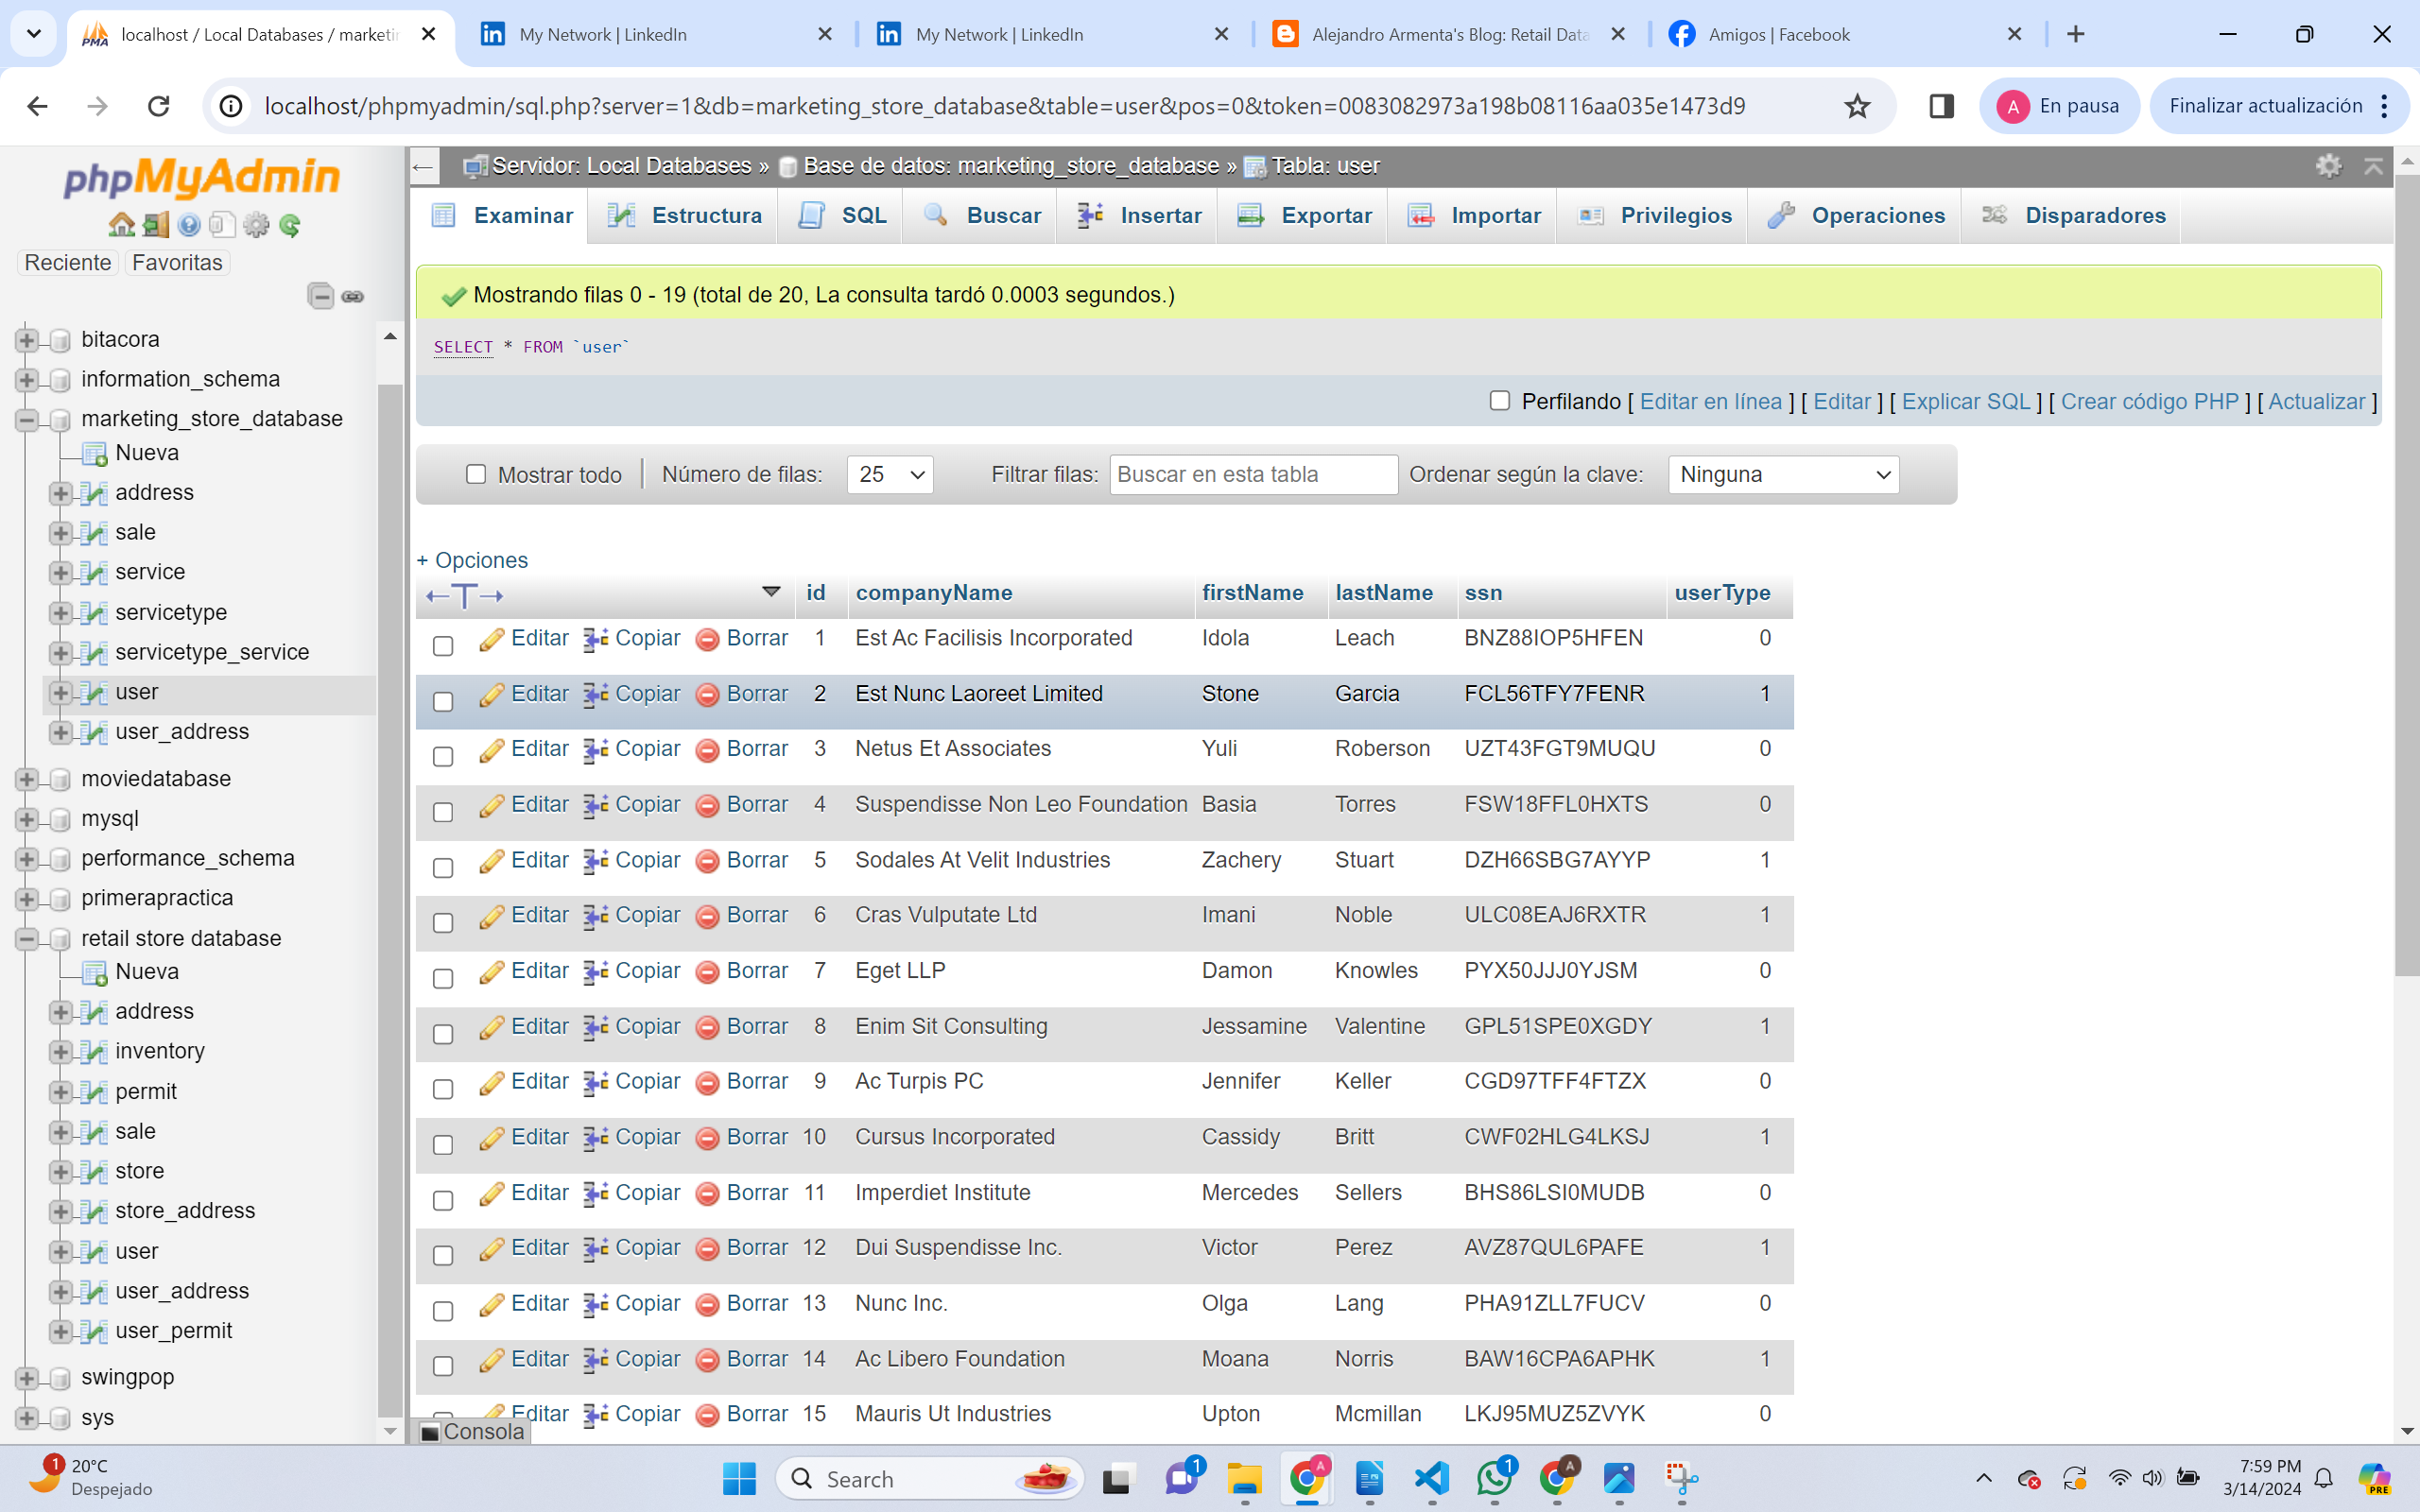 localhost / Local Databases / marketin
My Network | LinkedIn
My Network | LinkedIn
Alejandro Armenta's Blog: Retail Data
Amigos | Facebook
localhost/phpmyadmin/sql.php?server=1&db=marketing_store_database&table=user&pos=0&token=0083082973a198b08116aa035e1473d9
A En pausa
Finalizar actualización
phpMyAdmin
Reciente Favoritas
bitacora
information_schema
marketing_store_database
Nueva
address
sale
service
servicetype
servicetype_service
user
user_address
moviedatabase
mysql
performance_schema
primerapractica
retail store database
Nueva
address
inventory
permit
sale
store
store_address
user
user_address
user_permit
swingpop
sys
Servidor: Local Databases » Base de datos: marketing_store_database » Tabla: user
Examinar Estructura SQL Buscar Insertar Exportar Importar Privilegios Operaciones Disparadores
Mostrando filas 0 - 19 (total de 20, La consulta tardó 0.0003 segundos.)
SELECT * FROM `user`
Perfilando [ Editar en línea ] [ Editar ] [ Explicar SQL ] [ Crear código PHP ] [ Actualizar ]
Mostrar todo Número de filas: 25 Filtrar filas: Buscar en esta tabla Ordenar según la clave: Ninguna
+ Opciones
←T→ id companyName firstName lastName ssn userType
Editar Copiar Borrar 1 Est Ac Facilisis Incorporated Idola Leach BNZ88IOP5HFEN 0
Editar Copiar Borrar 2 Est Nunc Laoreet Limited Stone Garcia FCL56TFY7FENR 1
Editar Copiar Borrar 3 Netus Et Associates Yuli Roberson UZT43FGT9MUQU 0
Editar Copiar Borrar 4 Suspendisse Non Leo Foundation Basia Torres FSW18FFL0HXTS 0
Editar Copiar Borrar 5 Sodales At Velit Industries Zachery Stuart DZH66SBG7AYYP 1
Editar Copiar Borrar 6 Cras Vulputate Ltd Imani Noble ULC08EAJ6RXTR 1
Editar Copiar Borrar 7 Eget LLP Damon Knowles PYX50JJJ0YJSM 0
Editar Copiar Borrar 8 Enim Sit Consulting Jessamine Valentine GPL51SPE0XGDY 1
Editar Copiar Borrar 9 Ac Turpis PC Jennifer Keller CGD97TFF4FTZX 0
Editar Copiar Borrar 10 Cursus Incorporated Cassidy Britt CWF02HLG4LKSJ 1
Editar Copiar Borrar 11 Imperdiet Institute Mercedes Sellers BHS86LSI0MUDB 0
Editar Copiar Borrar 12 Dui Suspendisse Inc. Victor Perez AVZ87QUL6PAFE 1
Editar Copiar Borrar 13 Nunc Inc. Olga Lang PHA91ZLL7FUCV 0
Editar Copiar Borrar 14 Ac Libero Foundation Moana Norris BAW16CPA6APHK 1
Editar Copiar Borrar 15 Mauris Ut Industries Upton Mcmillan LKJ95MUZ5ZVYK 0
Consola
1
20°C
Despejado
Search
1
A
1
A
7:59 PM
3/14/2024
PRE